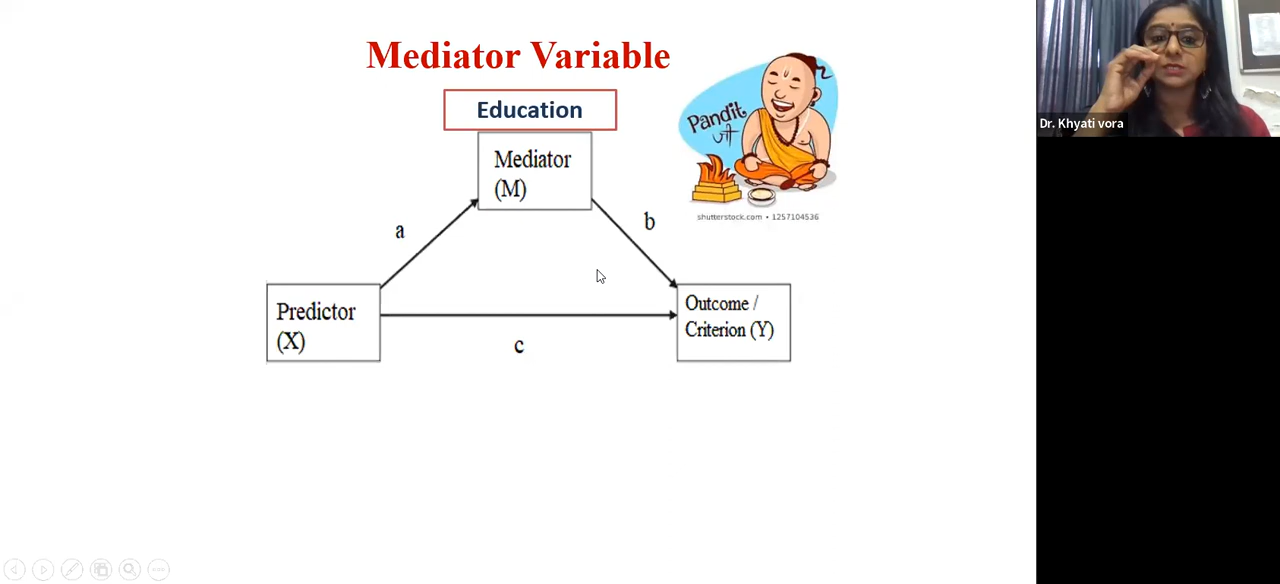 Mediator Variable
Education
Mediator
(M)
Pandit
जी
shutterstock.com • 1257104536
a
b
Predictor
(X)
Outcome /
Criterion (Y)
c
Dr. Khyati vora